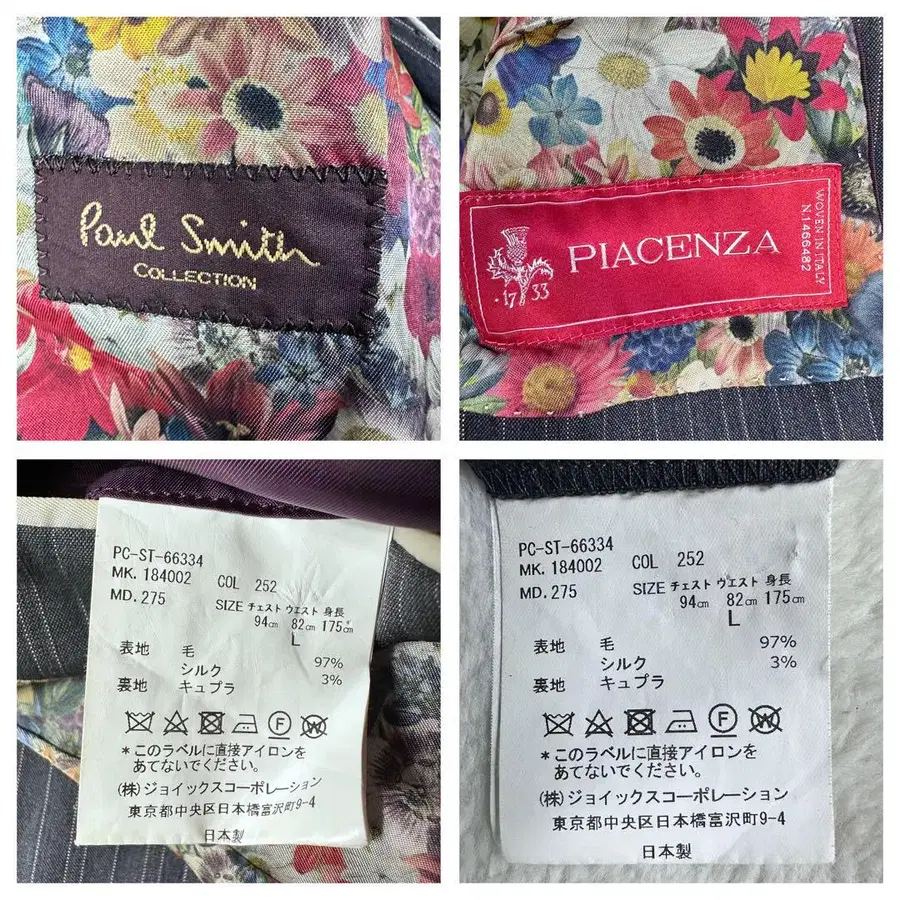 Paul Smith
COLLECTION
PIACENZA
·17 33
WOVEN IN ITALY
N.1466482
PC-ST-66334
MK. 184002 COL 252
MD. 275 SIZE チェスト ウエスト 身長
94cm 82cm 175cm
L
表地 毛 97%
シルク 3%
裏地 キュプラ
F W
*このラベルに直接アイロンを
あてないでください。
(株)ジョイックスコーポレーション
東京都中央区日本橋富沢町9-4
日本製
PC-ST-66334
MK. 184002 COL 252
MD. 275 SIZE チェスト ウエスト 身長
94cm 82cm 175cm
L
表地 毛 97%
シルク 3%
裏地 キュプラ
F W
*このラベルに直接アイロンを
あてないでください。
(株)ジョイックスコーポレーション
東京都中央区日本橋富沢町9-4
日本製